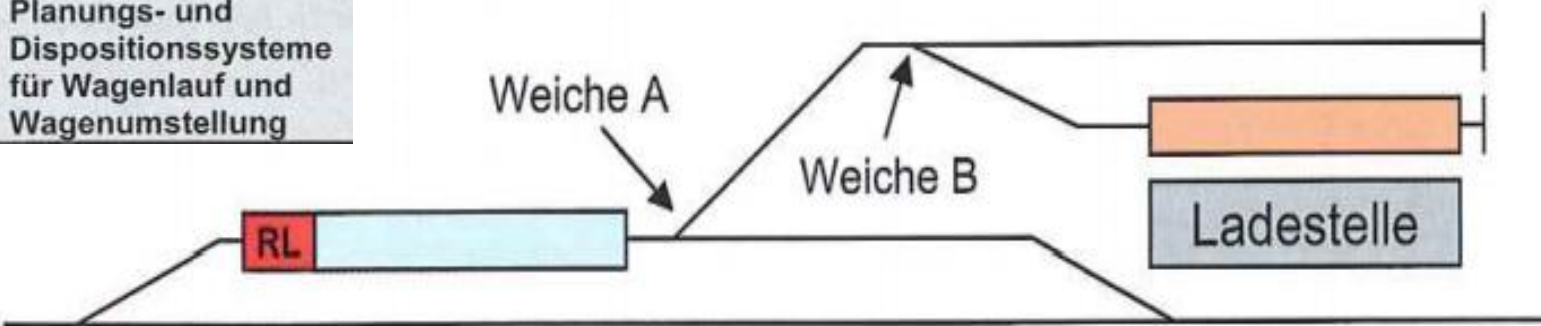 Planungs- und
Dispositionssysteme
für Wagenlauf und
Wagenumstellung
Weiche A
Weiche B
RL
Ladestelle